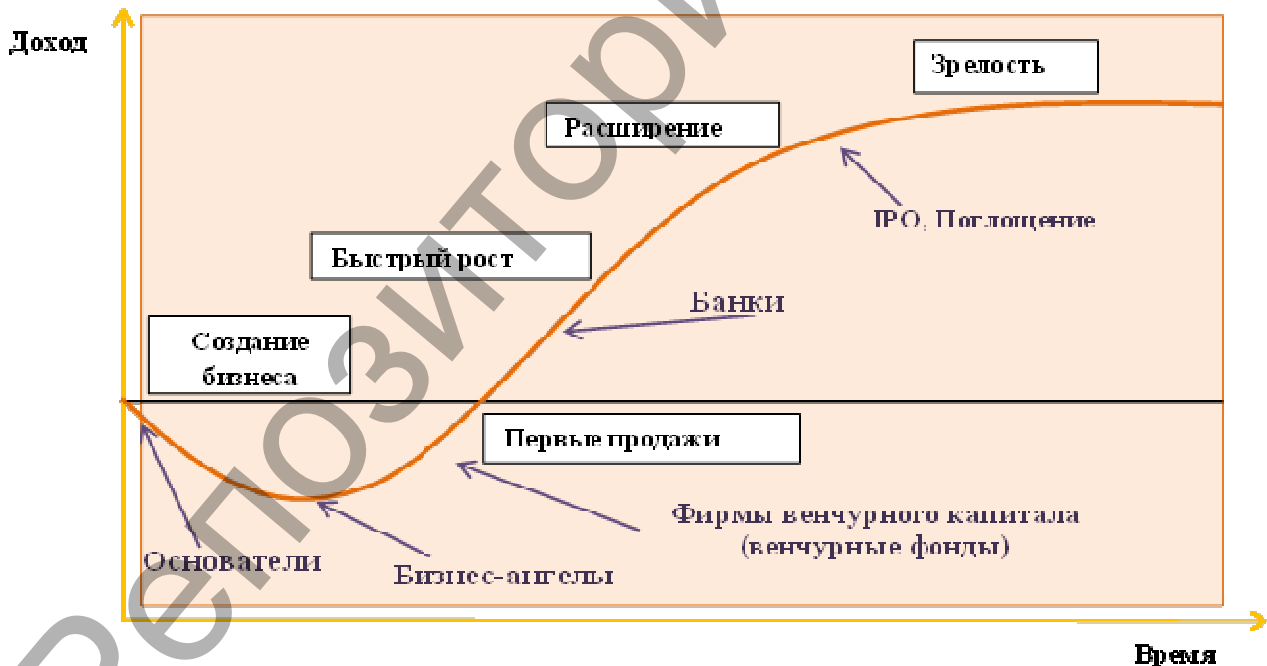 Доход
Зрелость
Расширение
IPO, Поглощение
Быстрый рост
Банки
Создание
бизнеса
Первые продажи
Фирмы венчурного капитала
(венчурные фонды)
Основатели
Бизнес-ангелы
Время
Репозитори